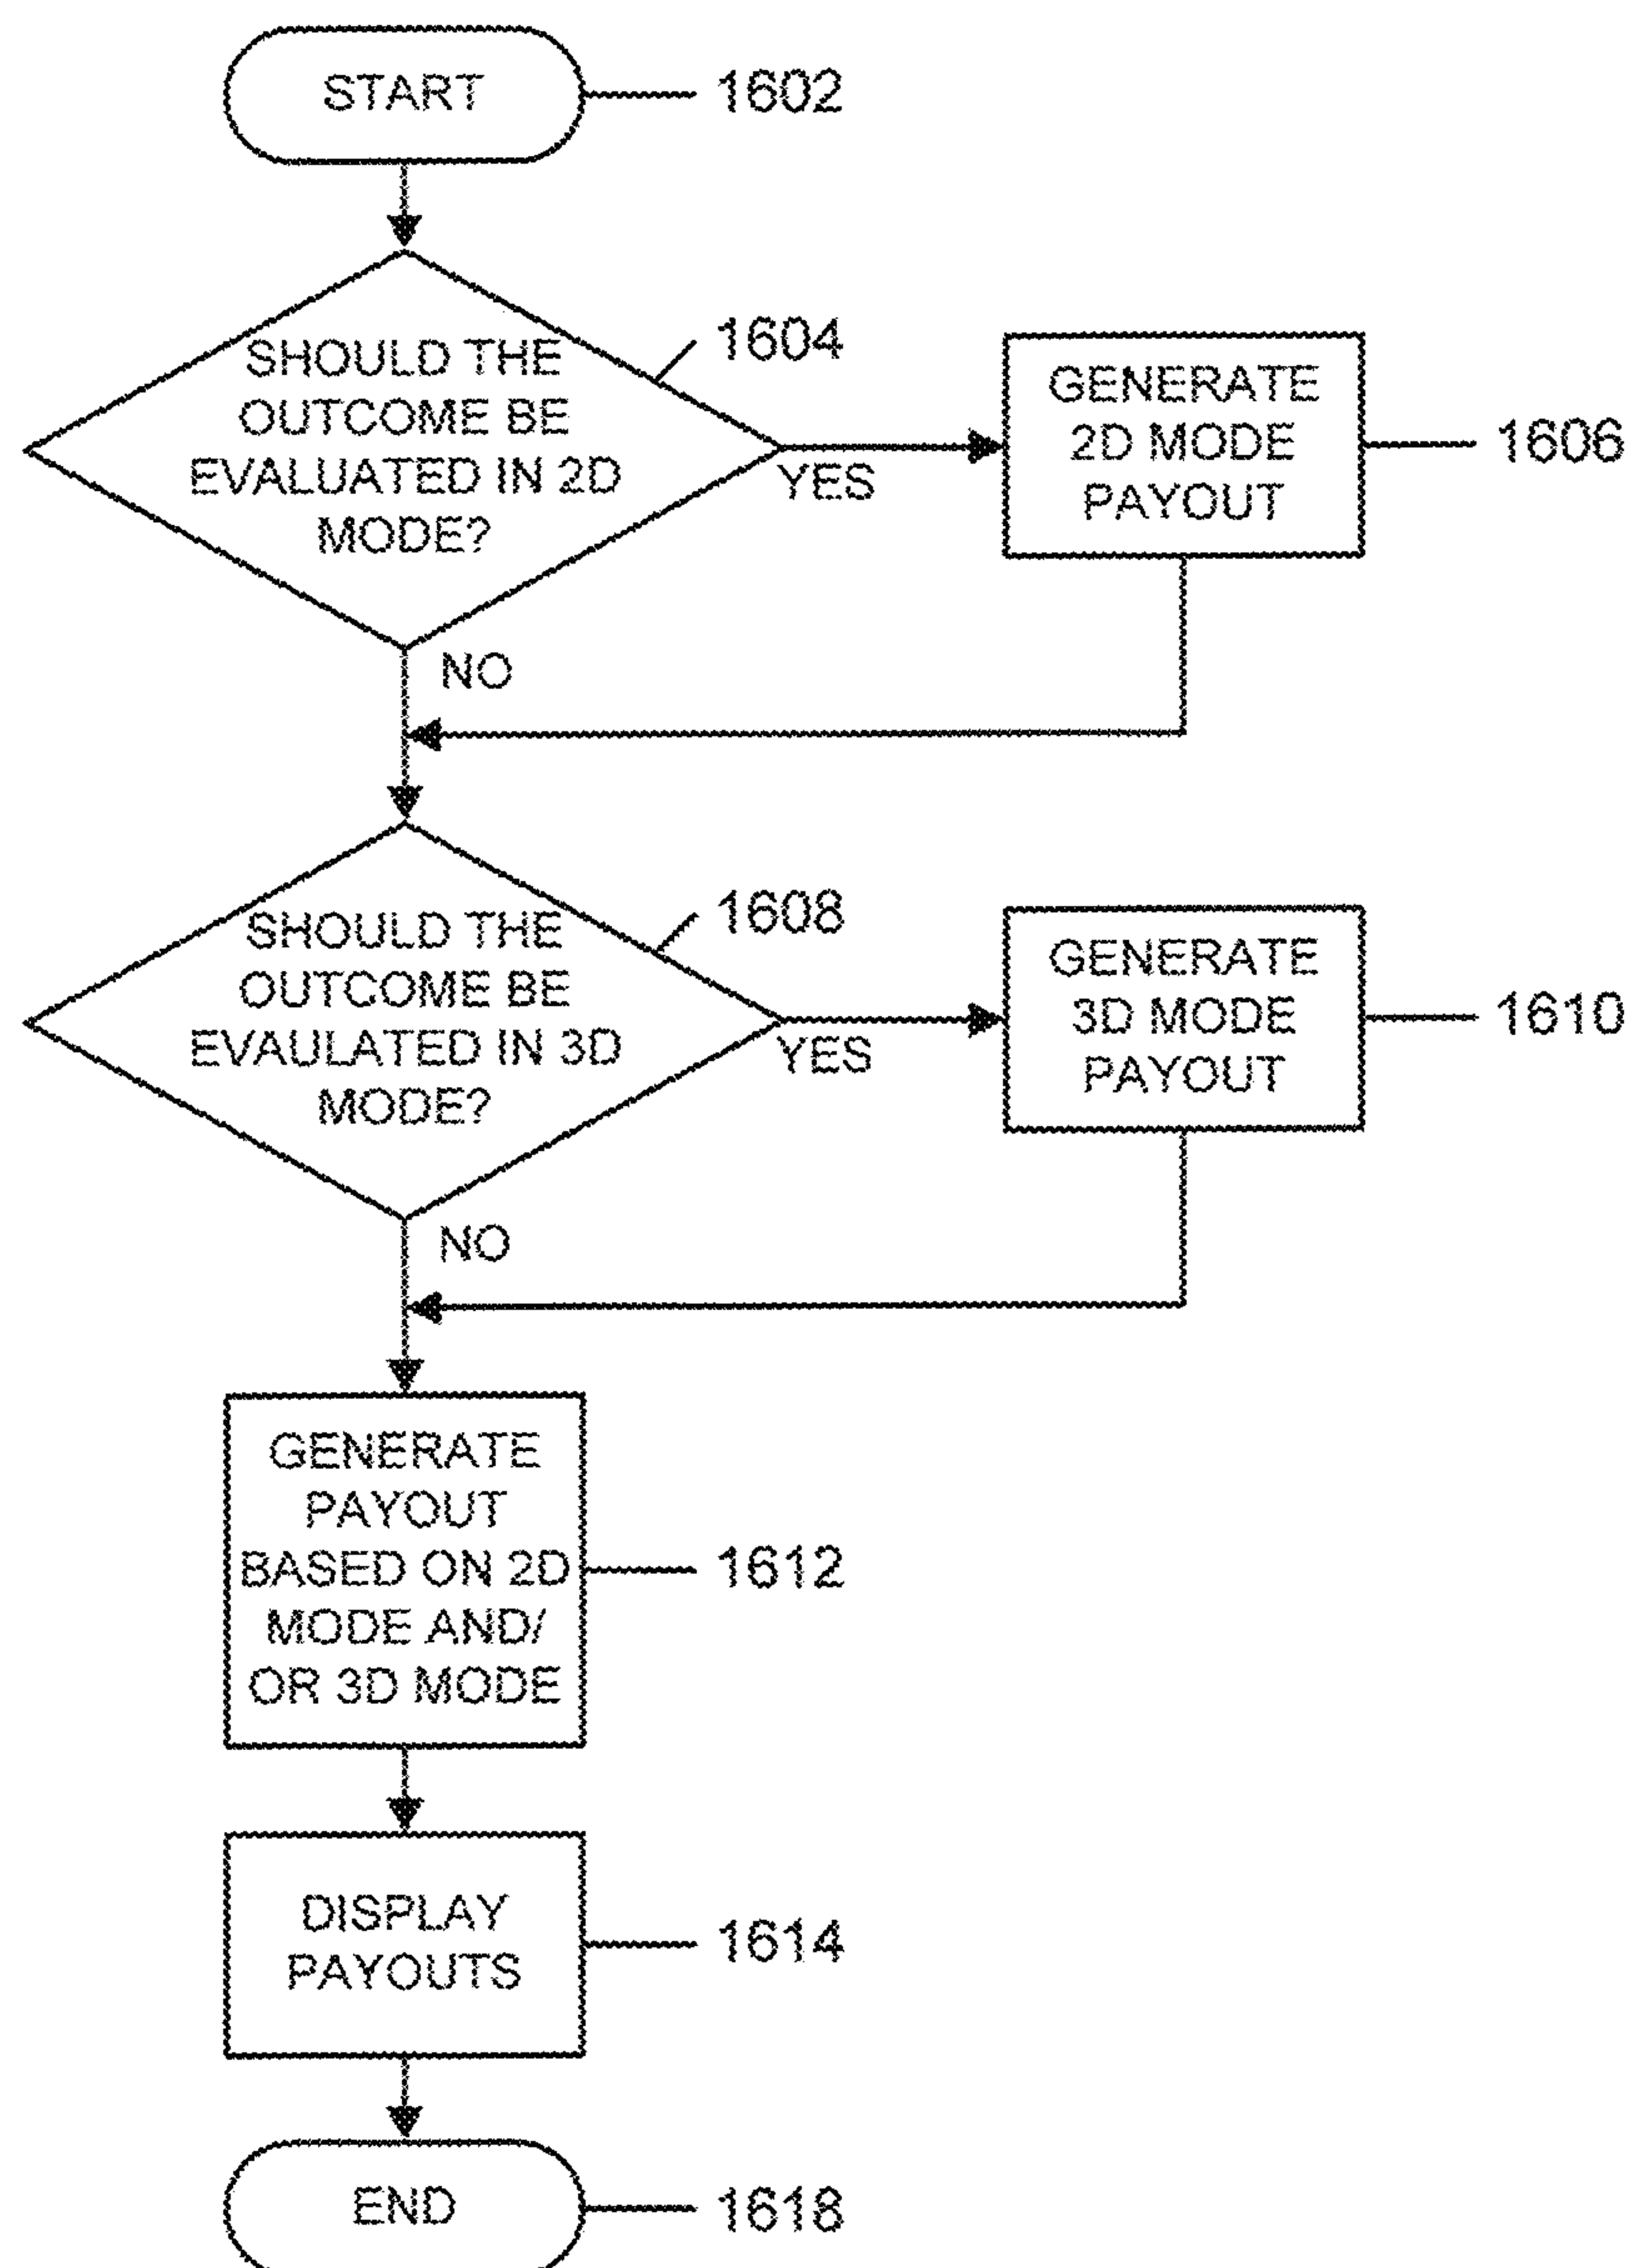 START
1602
SHOULD THE
OUTCOME BE
EVALUATED IN 2D
MODE?
1604
YES
GENERATE
2D MODE
PAYOUT
1606
NO
SHOULD THE
OUTCOME BE
EVAULATED IN 3D
MODE?
1608
YES
GENERATE
3D MODE
PAYOUT
1610
NO
GENERATE
PAYOUT
BASED ON 2D
MODE AND/
OR 3D MODE
1612
DISPLAY
PAYOUTS
1614
END
1618